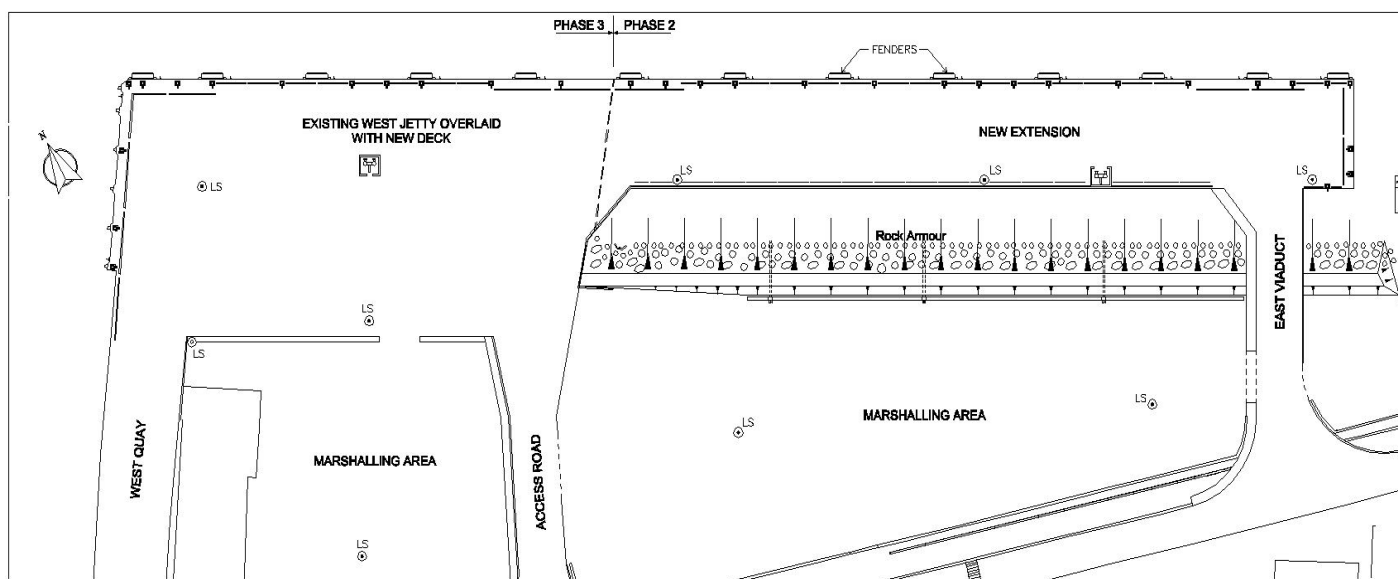 PHASE 3
PHASE 2
FENDERS
EXISTING WEST JETTY OVERLAID
WITH NEW DECK
NEW EXTENSION
N
LS
LS
LS
LS
Rock Armour
EAST VIADUCT
LS
LS
LS
LS
MARSHALLING AREA
WEST QUAY
MARSHALLING AREA
ACCESS ROAD
LS